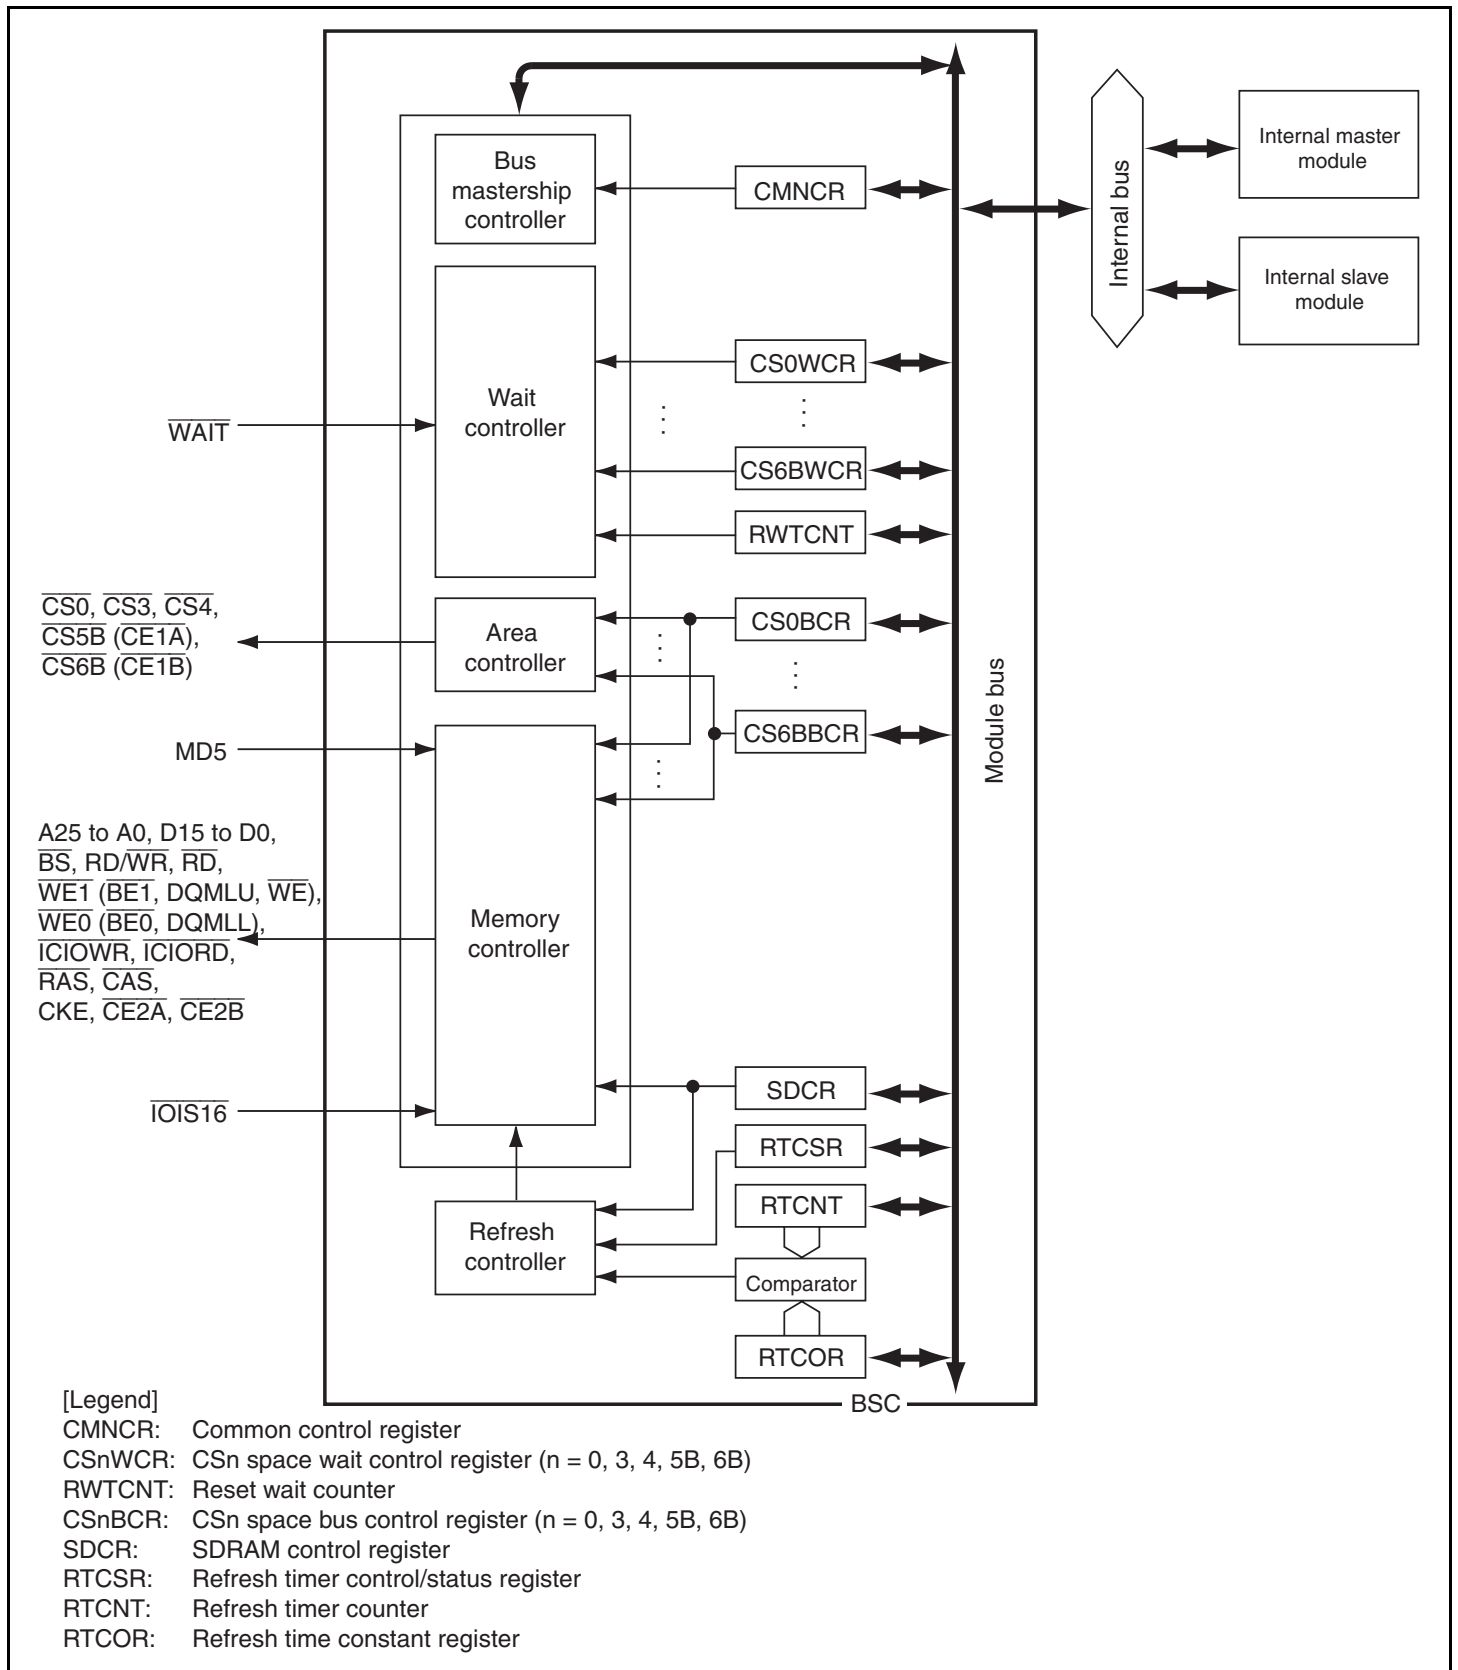 Bus
mastership
controller
CMNCR
Internal bus
Internal master
module
Internal slave
module
Wait
controller
CS0WCR
WAIT
CS6BWCR
RWTCNT
CS0, CS3, CS4,
CS5B (CE1A),
CS6B (CE1B)
Area
controller
CS0BCR
CS6BBCR
Module bus
MD5
A25 to A0, D15 to D0,
BS, RD/WR, RD,
WE1 (BE1, DQMLU, WE),
WE0 (BE0, DQMLL),
ICIOWR, ICIORD,
RAS, CAS,
CKE, CE2A, CE2B
Memory
controller
IOIS16
SDCR
RTCSR
RTCNT
Refresh
controller
Comparator
RTCOR
BSC
[Legend]
CMNCR: Common control register
CSnWCR: CSn space wait control register (n = 0, 3, 4, 5B, 6B)
RWTCNT: Reset wait counter
CSnBCR: CSn space bus control register (n = 0, 3, 4, 5B, 6B)
SDCR: SDRAM control register
RTCSR: Refresh timer control/status register
RTCNT: Refresh timer counter
RTCOR: Refresh time constant register